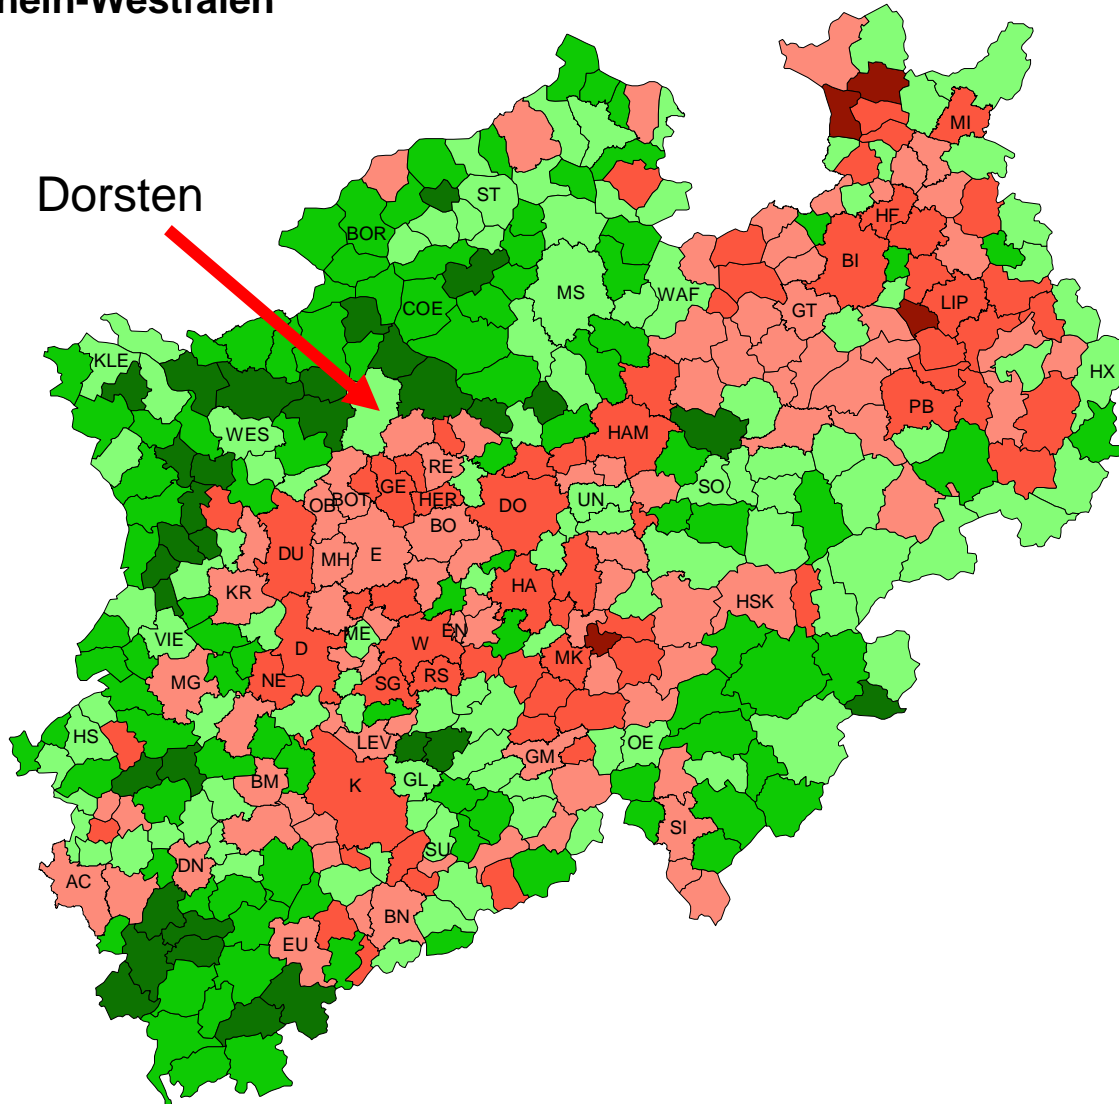 hein-Westfalen
MI
Dorsten
ST
HF
BOR
BI
MS
WAF
LIP
COE
GT
KLE
HX
PB
WES
HAM
RE
GE
SO
OB
BOT
HER
UN
DO
BO
DU
MH
E
HA
KR
HSK
VIE
ME
EN
W
D
MK
MG
NE
SG
RS
HS
LEV
OE
GM
BM
K
GL
SI
SU
DN
AC
BN
EU